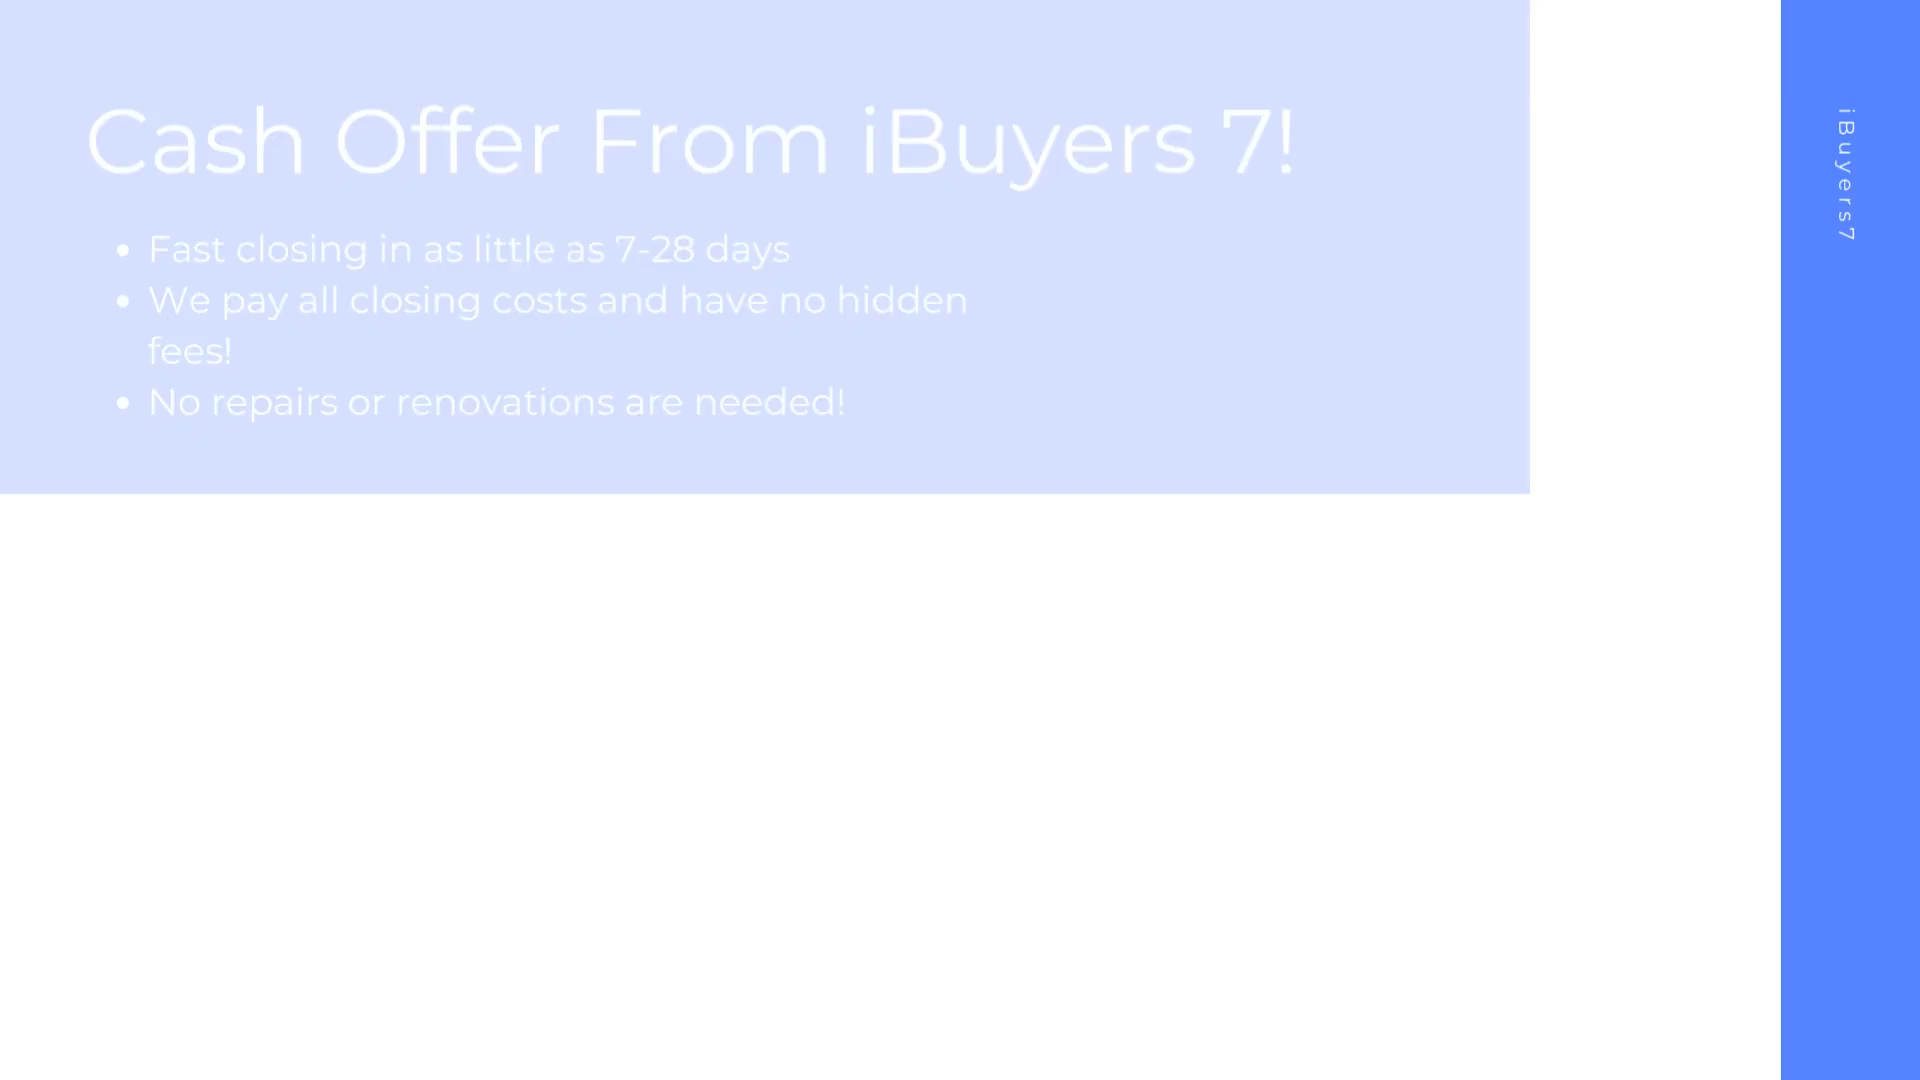 Cash Offer From iBuyers 7!
• Fast closing in as little as 7-28 days
• We pay all closing costs and have no hidden
fees!
• No repairs or renovations are needed!
iBuyers7